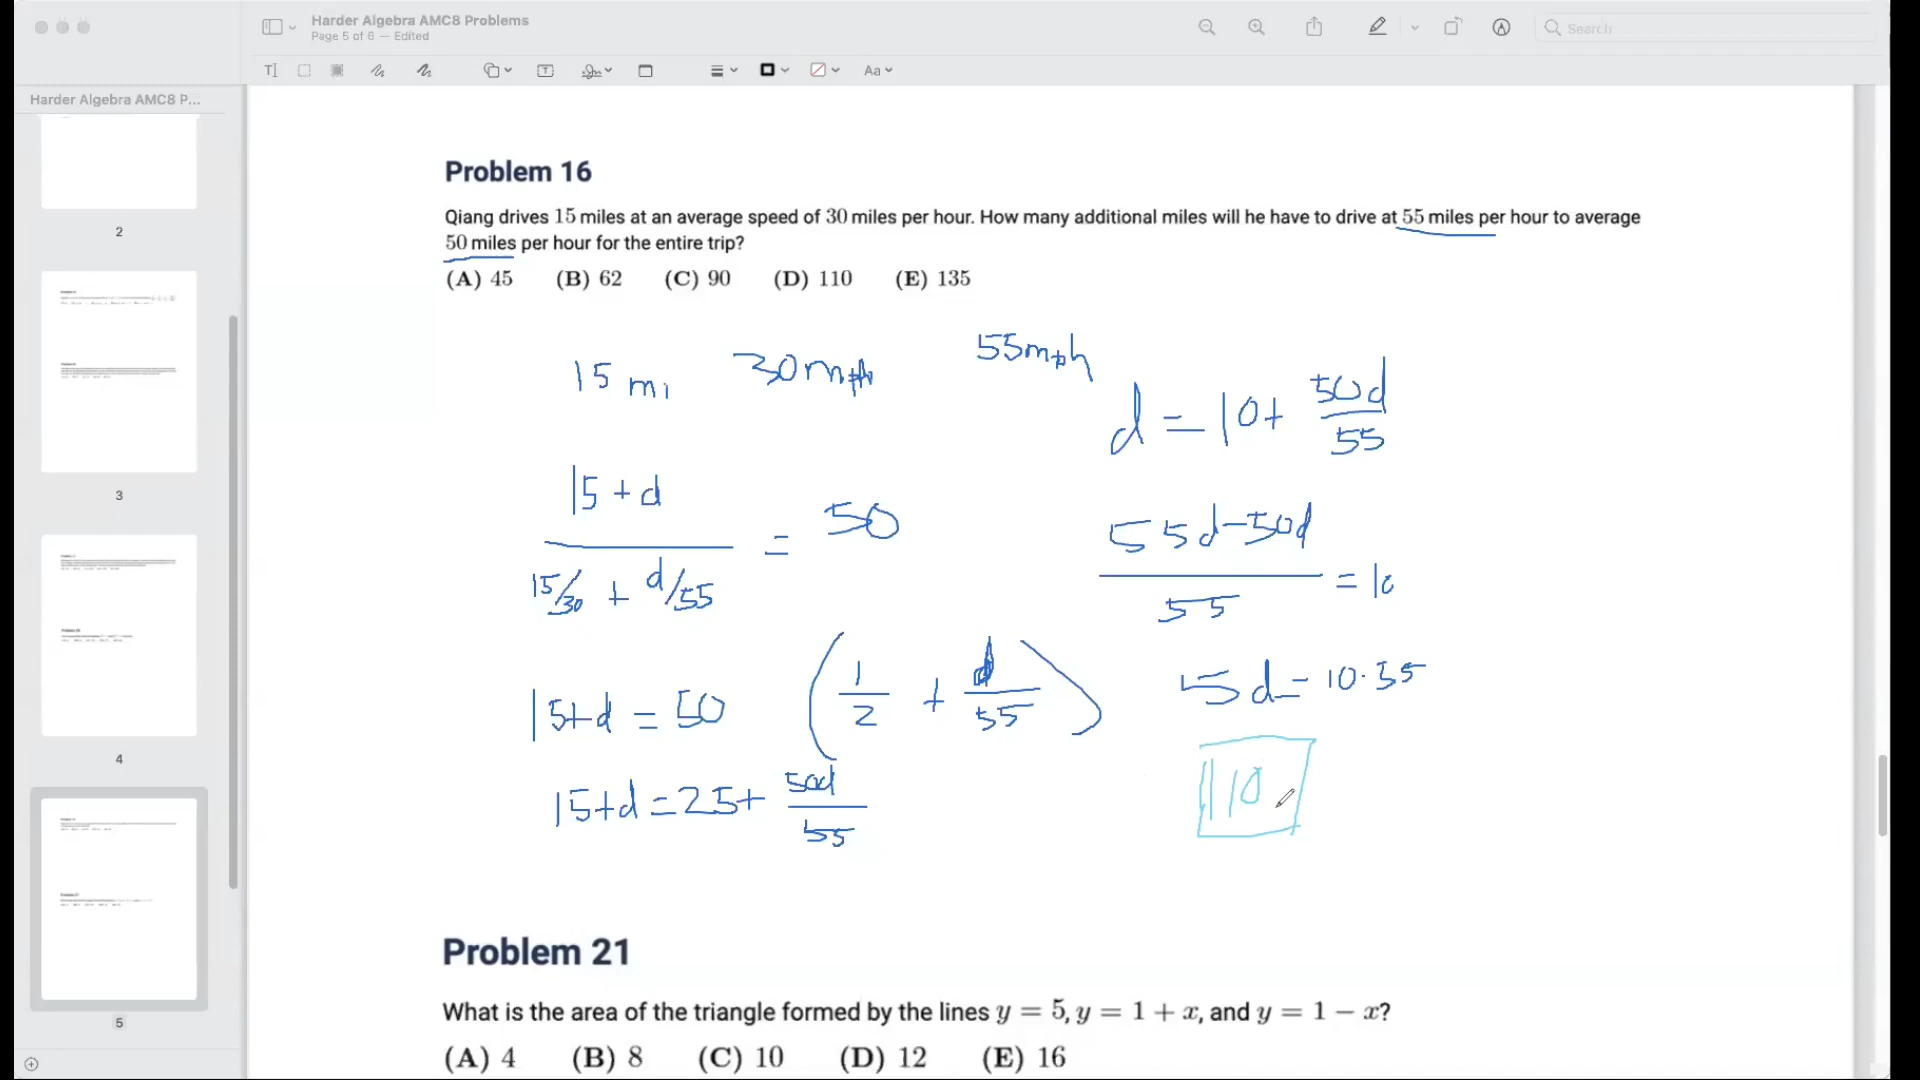 Harder Algebra AMC8 Problems
Page 5 of 6 — Edited
Search
Aa
Harder Algebra AMC8 P...
2
3
4
5
Problem 16
Qiang drives 15 miles at an average speed of 30 miles per hour. How many additional miles will he have to drive at 55 miles per hour to average
50 miles per hour for the entire trip?
(A) 45 (B) 62 (C) 90 (D) 110 (E) 135
15 mi 30mph 55mph
d = 10 + 50d/55
(15 + d)/(15/30 + d/55) = 50
(55d - 50d)/55 = 10
15+d = 50 (1/2 + d/55)
5d = 10·55
15+d = 25 + 50d/55
110
Problem 21
What is the area of the triangle formed by the lines y = 5, y = 1 + x, and y = 1 − x?
(A) 4 (B) 8 (C) 10 (D) 12 (E) 16